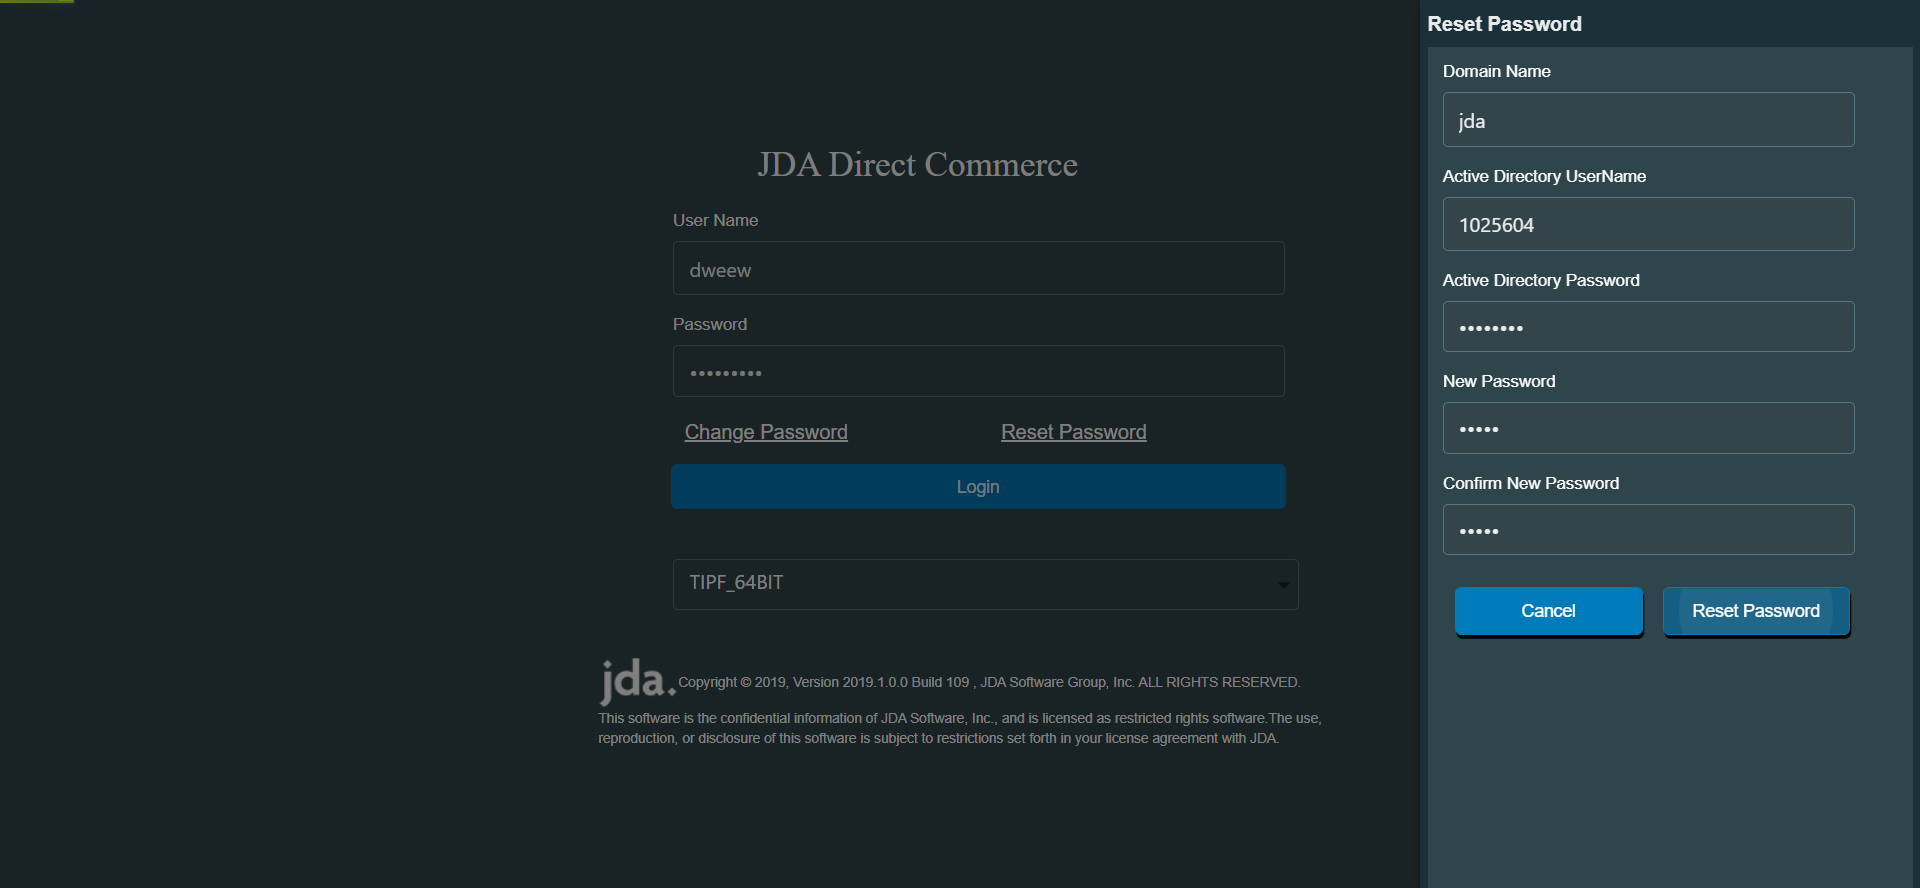 JDA Direct Commerce
User Name
dweew
Password
•••••••••
Change Password Reset Password
Login
TIPF_64BIT
jda. Copyright © 2019, Version 2019.1.0.0 Build 109 , JDA Software Group, Inc. ALL RIGHTS RESERVED.
This software is the confidential information of JDA Software, Inc., and is licensed as restricted rights software.The use,
reproduction, or disclosure of this software is subject to restrictions set forth in your license agreement with JDA.
Reset Password
Domain Name
jda
Active Directory UserName
1025604
Active Directory Password
••••••••
New Password
•••••
Confirm New Password
•••••
Cancel Reset Password